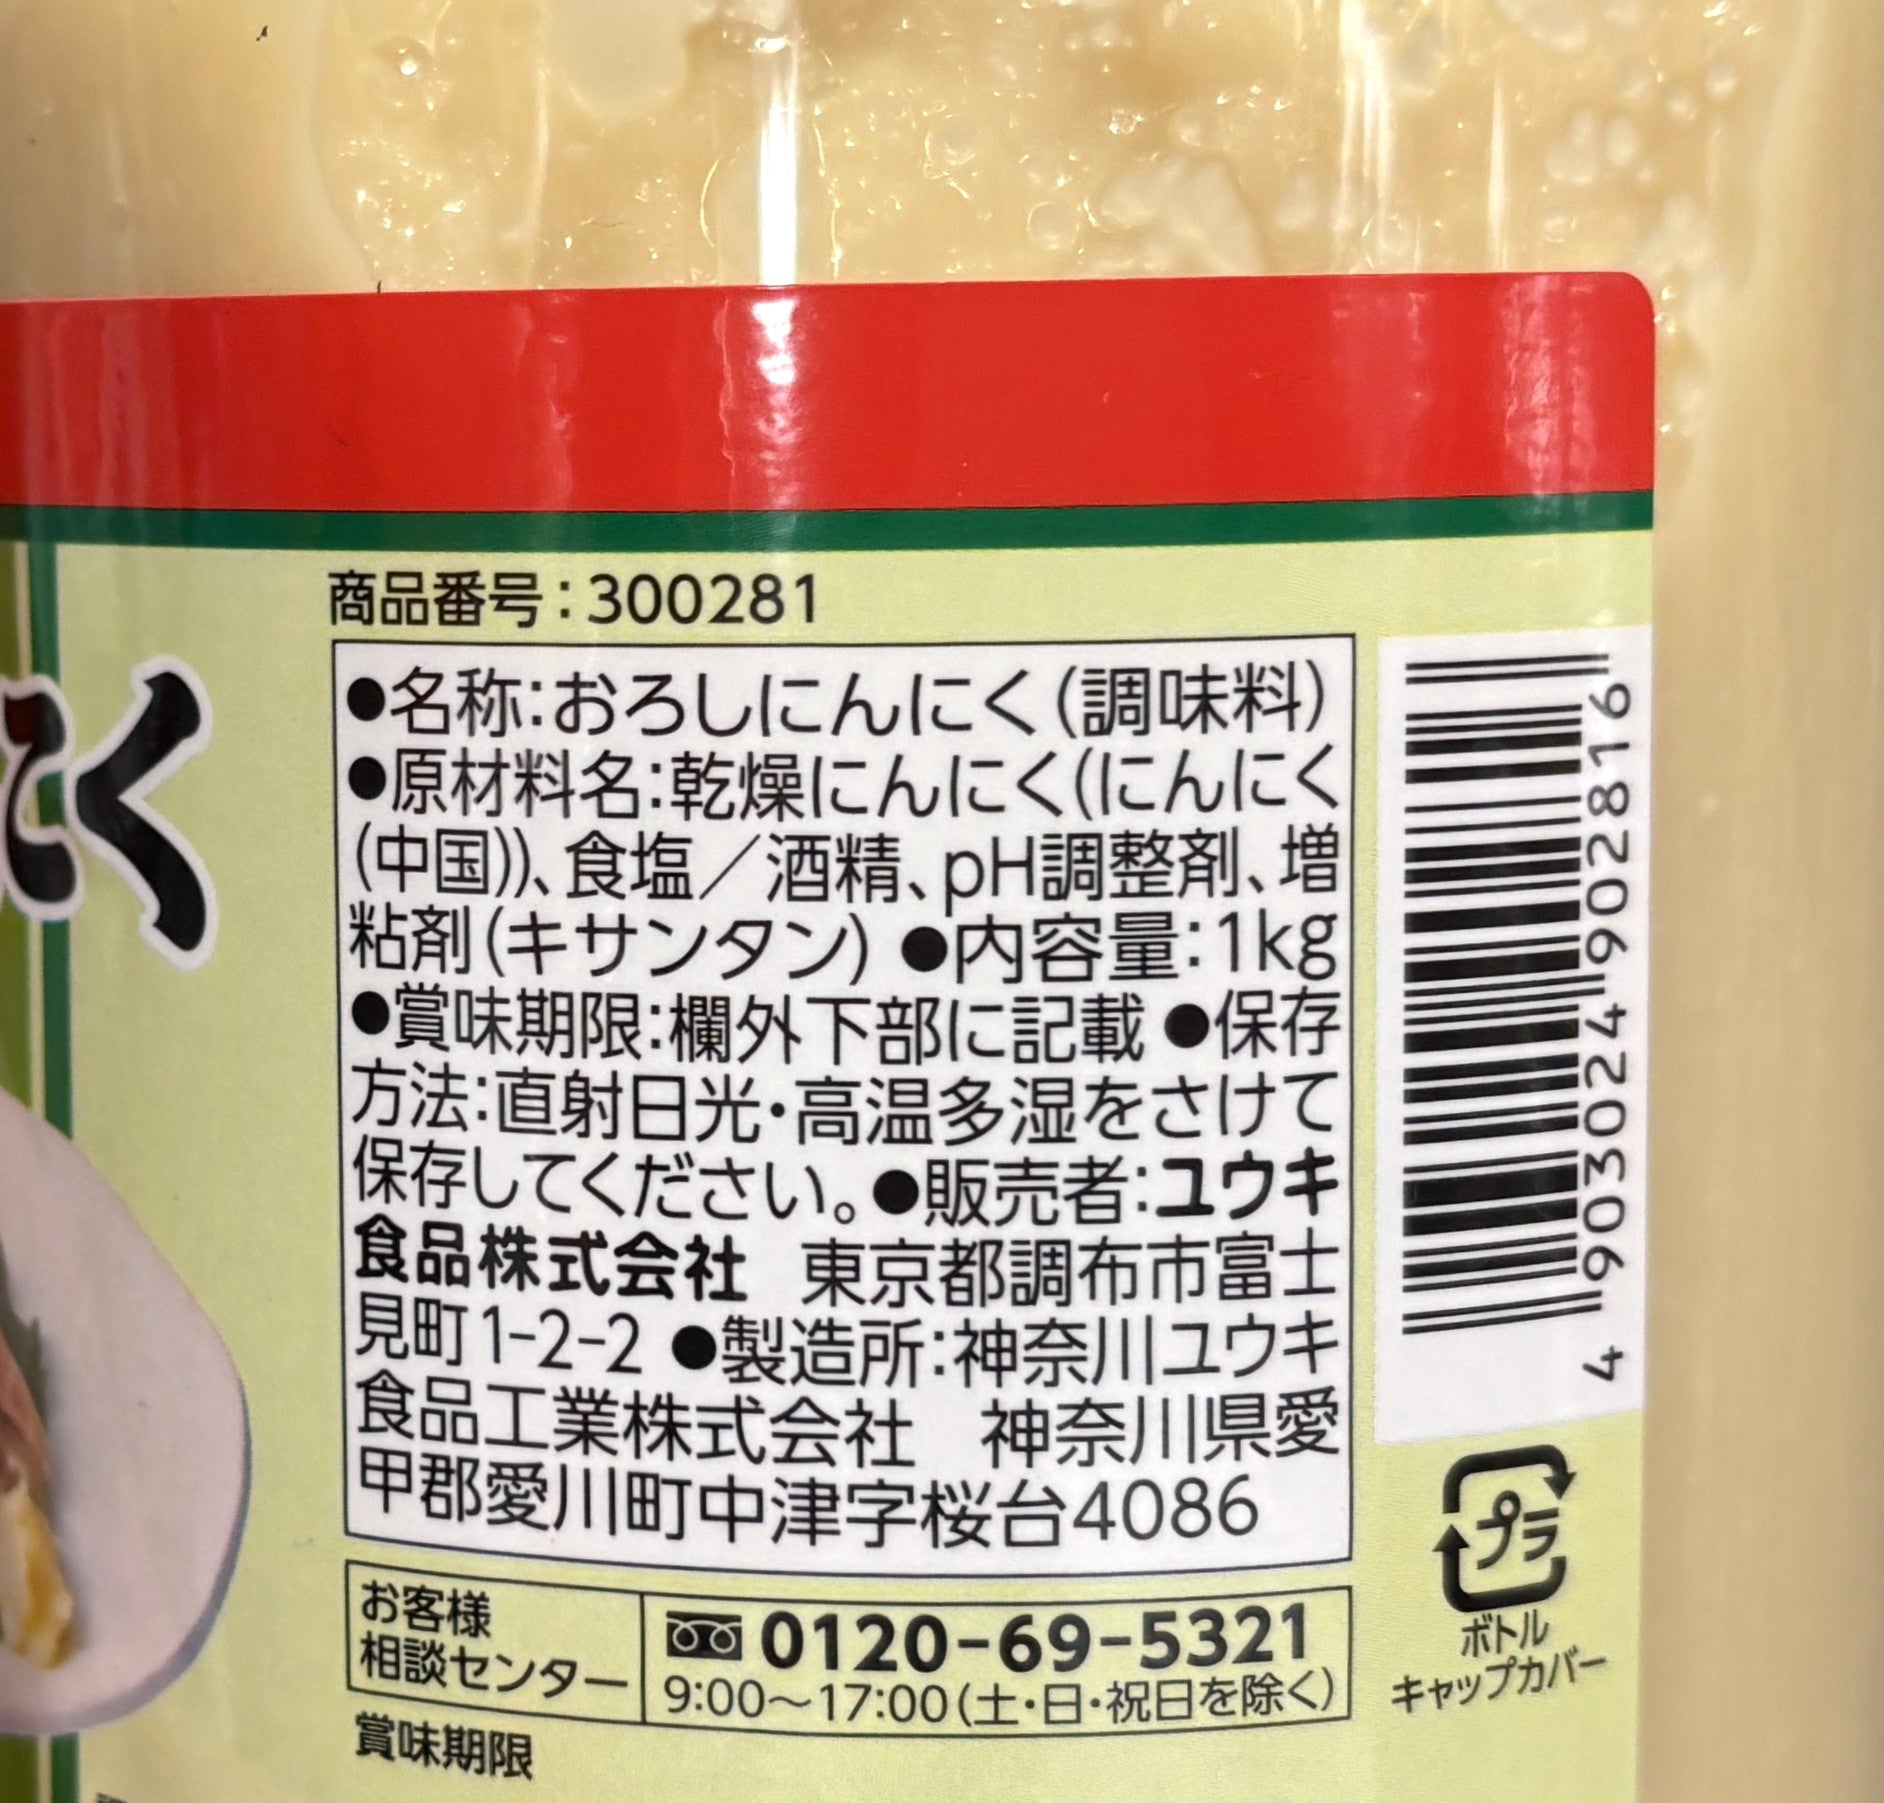 にく
商品番号：300281
●名称：おろしにんにく（調味料）
●原材料名：乾燥にんにく（にんにく
（中国））、食塩／酒精、pH調整剤、増
粘剤（キサンタン）●内容量：1kg
●賞味期限：欄外下部に記載●保存
方法：直射日光・高温多湿をさけて
保存してください。●販売者：ユウキ
食品株式会社　東京都調布市富士
見町1-2-2●製造所：神奈川ユウキ
食品工業株式会社　神奈川県愛
甲郡愛川町中津字桜台4086
お客様
相談センター
0120-69-5321
9:00～17:00（土・日・祝日を除く）
賞味期限
4903024902816
プラ
ボトル
キャップカバー